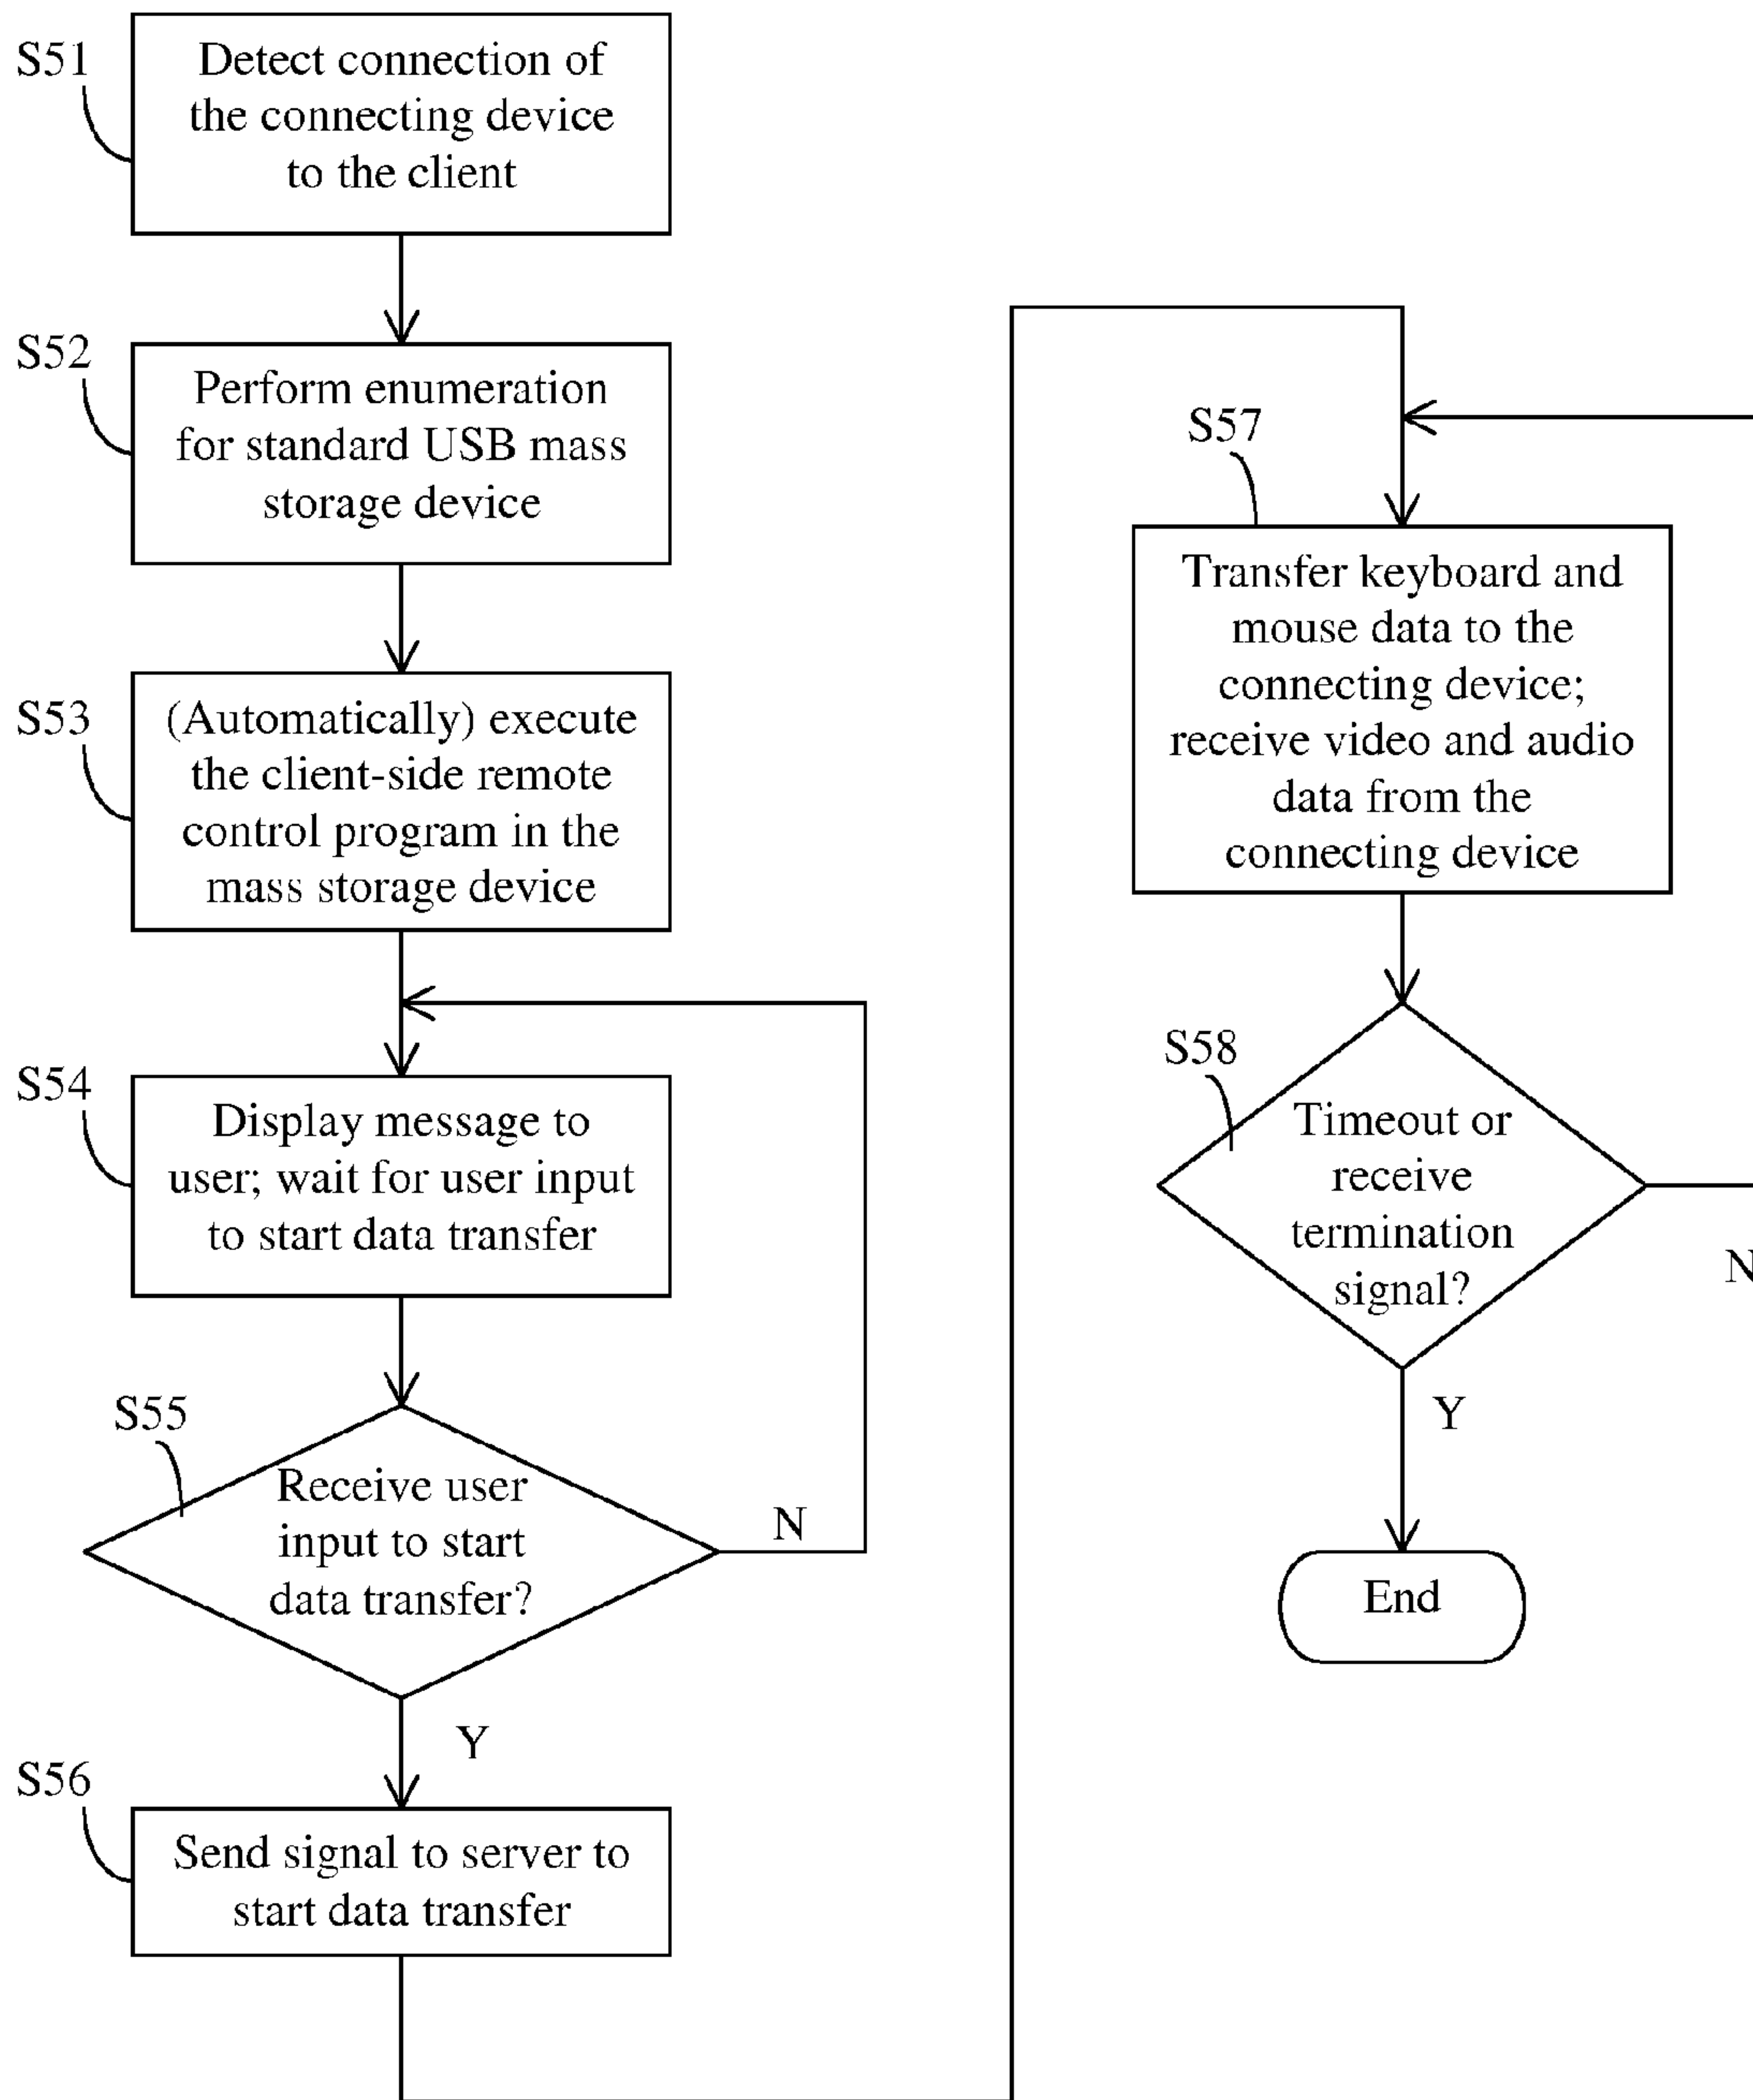 S51
Detect connection of
the connecting device
to the client
S52
Perform enumeration
for standard USB mass
storage device
S53
(Automatically) execute
the client-side remote
control program in the
mass storage device
S54
Display message to
user; wait for user input
to start data transfer
S55
Receive user
input to start
data transfer?
N
Y
S56
Send signal to server to
start data transfer
S57
Transfer keyboard and
mouse data to the
connecting device;
receive video and audio
data from the
connecting device
S58
Timeout or
receive
termination
signal?
N
Y
End